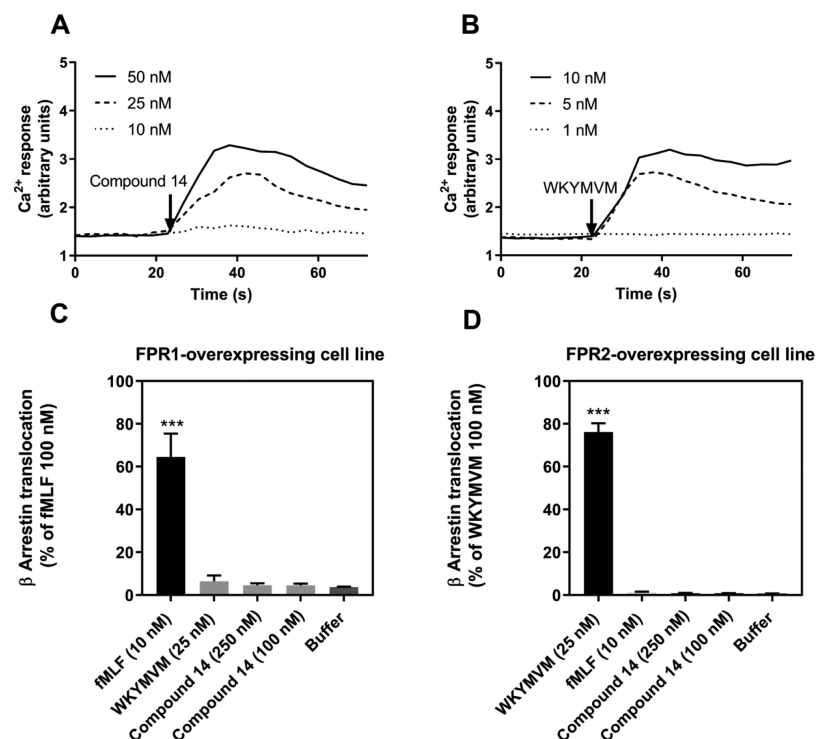 A
Ca2+ response
(arbitrary units)
5
4
3
2
1
50 nM
25 nM
10 nM
Compound 14
0
20
40
60
Time (s)
B
Ca2+ response
(arbitrary units)
5
4
3
2
1
10 nM
5 nM
1 nM
WKYMVM
0
20
40
60
Time (s)
C
FPR1-overexpressing cell line
β Arrestin translocation
(% of fMLF 100 nM)
100
80
60
40
20
0
***
fMLF (10 nM)
WKYMVM (25 nM)
Compound 14 (250 nM)
Compound 14 (100 nM)
Buffer
D
FPR2-overexpressing cell line
β Arrestin translocation
(% of WKYMVM 100 nM)
100
80
60
40
20
0
***
WKYMVM (25 nM)
fMLF (10 nM)
Compound 14 (250 nM)
Compound 14 (100 nM)
Buffer